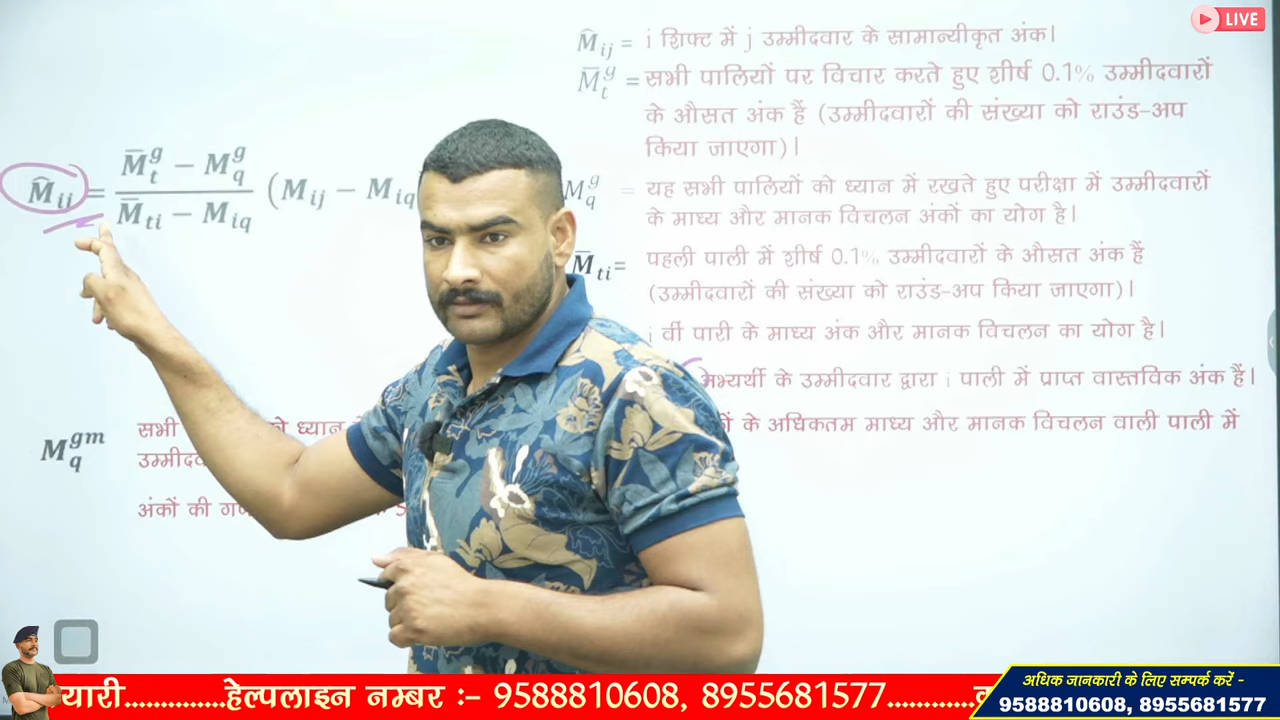 LIVE
M̂ij = i शिफ्ट में j उम्मीदवार के सामान्यीकृत अंक।
M̄tᵍ = सभी पालियों पर विचार करते हुए शीर्ष 0.1% उम्मीदवारों
के औसत अंक हैं (उम्मीदवारों की संख्या को राउंड-अप
किया जाएगा)।
M̂ij = (M̄tᵍ − Mqᵍ) / (M̄ti − Miq) (Mij − Miq
Mqᵍ = यह सभी पालियों को ध्यान में रखते हुए परीक्षा में उम्मीदवारों
के माध्य और मानक विचलन अंकों का योग है।
M̄ti = पहली पाली में शीर्ष 0.1% उम्मीदवारों के औसत अंक हैं
(उम्मीदवारों की संख्या को राउंड-अप किया जाएगा)।
i वीं पारी के माध्य अंक और मानक विचलन का योग है।
के उम्मीदवार द्वारा i पाली में प्राप्त वास्तविक अंक हैं।
Mqᵍᵐ सभी को ध्यान के अधिकतम माध्य और मानक विचलन वाली पाली में
अंकों की
यारी..............हेल्पलाइन नम्बर :- 9588810608, 8955681577...........
अधिक जानकारी के लिए सम्पर्क करें -
9588810608, 8955681577